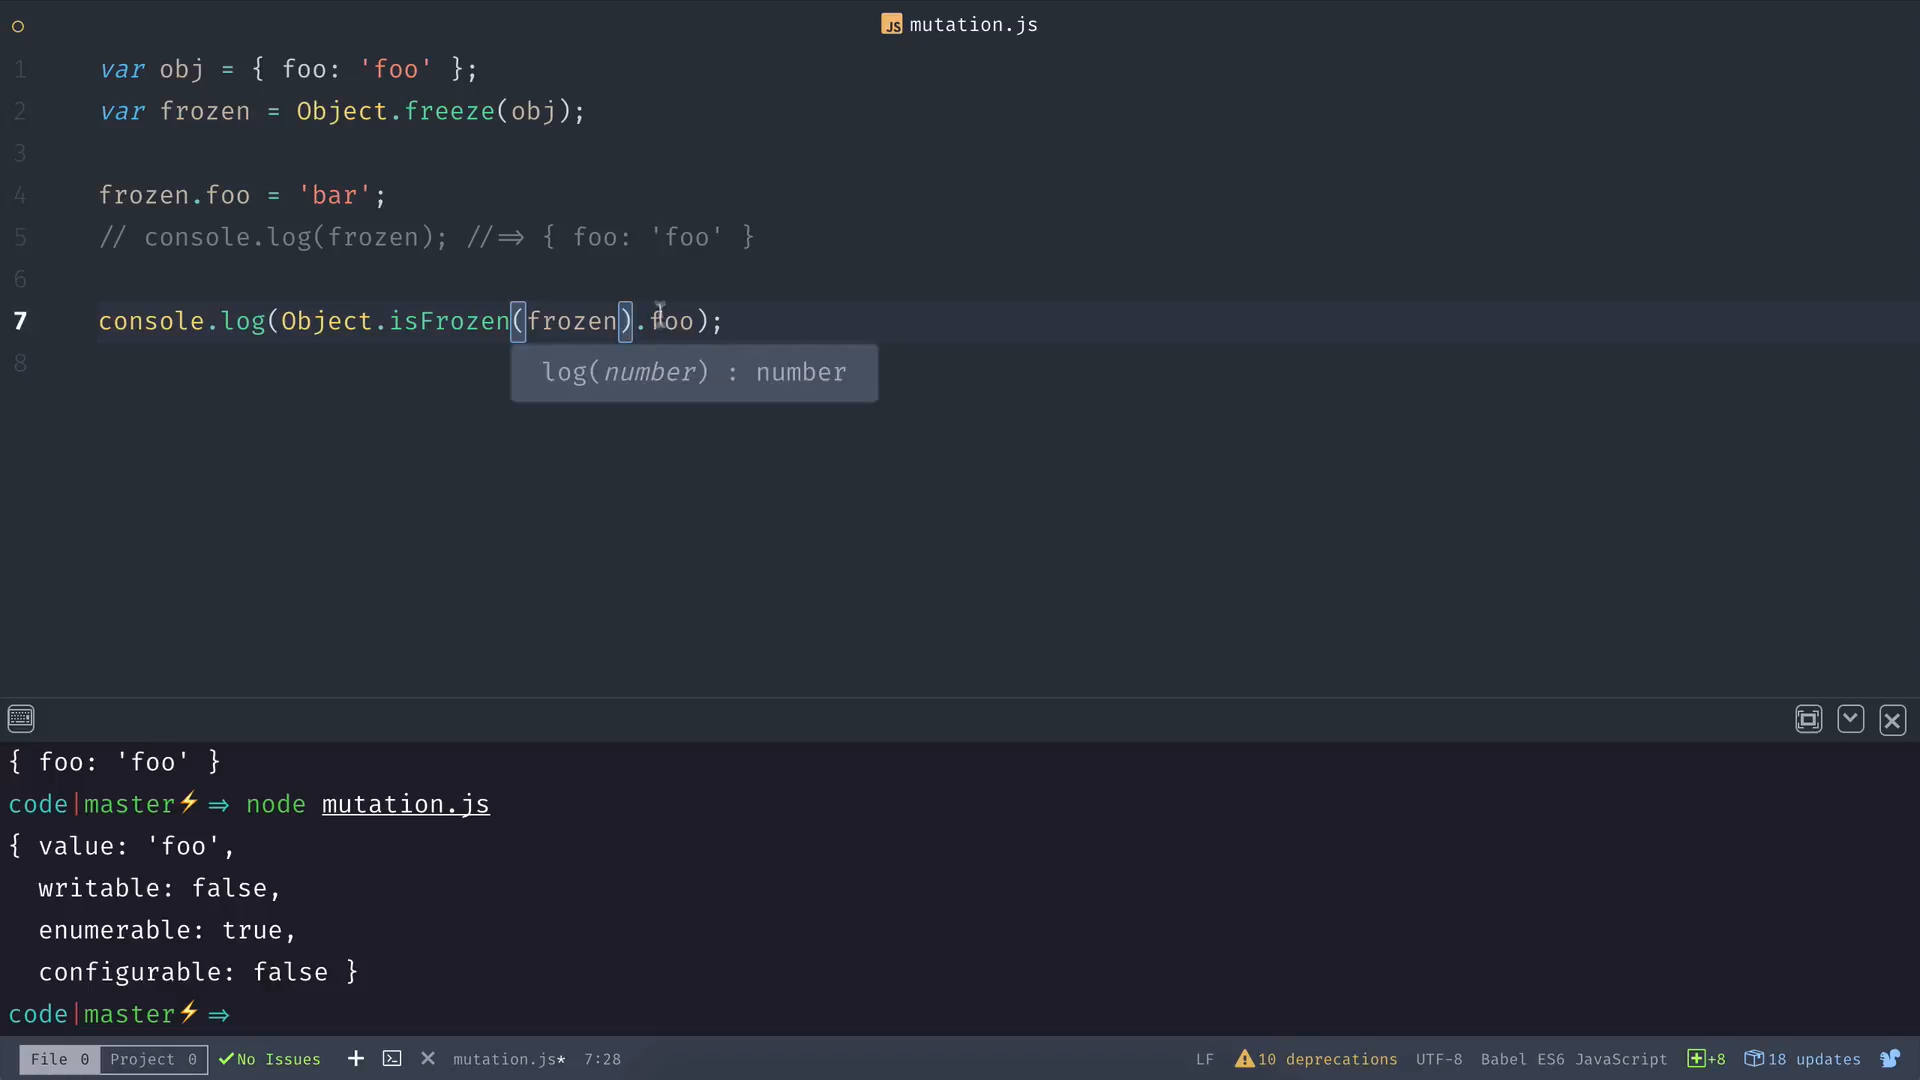 JS mutation.js
1 var obj = { foo: 'foo' };
2 var frozen = Object.freeze(obj);
3
4 frozen.foo = 'bar';
5 // console.log(frozen); //=> { foo: 'foo' }
6
7 console.log(Object.isFrozen(frozen).foo);
log(number) : number
8
{ foo: 'foo' }
code|master⚡ => node mutation.js
{ value: 'foo',
writable: false,
enumerable: true,
configurable: false }
code|master⚡ =>
File 0 Project 0 No Issues mutation.js* 7:28 LF 10 deprecations UTF-8 Babel ES6 JavaScript +8 18 updates